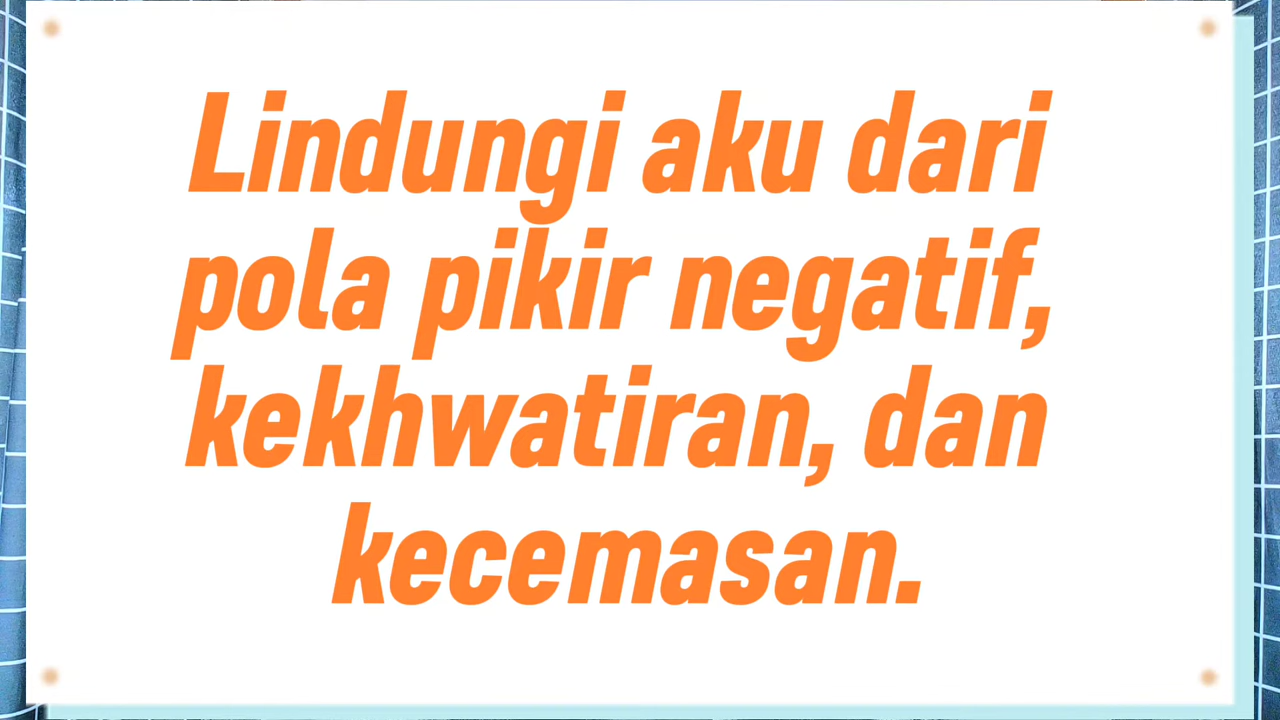 Lindungi aku dari
pola pikir negatif,
kekhwatiran, dan
kecemasan.